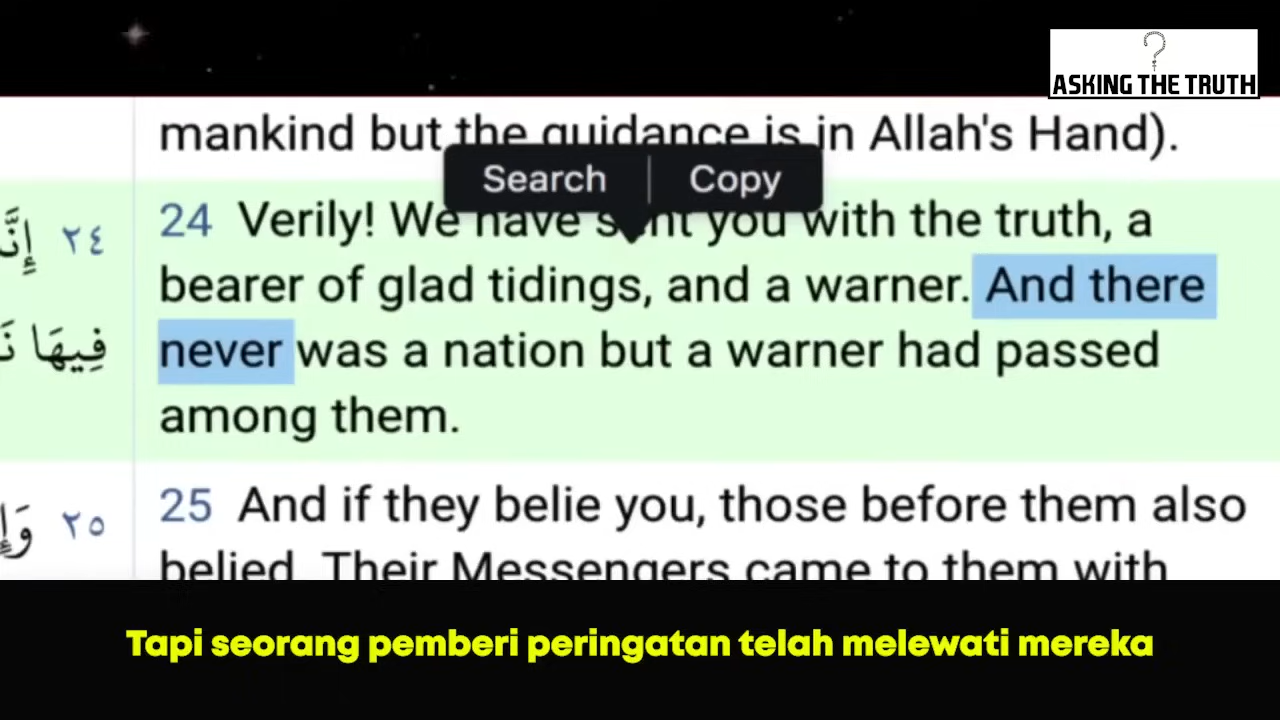 ASKING THE TRUTH
mankind but the guidance is in Allah's Hand).
Search | Copy
24 Verily! We have sent you with the truth, a
bearer of glad tidings, and a warner. And there
never was a nation but a warner had passed
among them.
25 And if they belie you, those before them also
belied. Their Messengers came to them with
٢٤ إِنَّ
فِيهَا نَ
٢٥ وَإِ
Tapi seorang pemberi peringatan telah melewati mereka